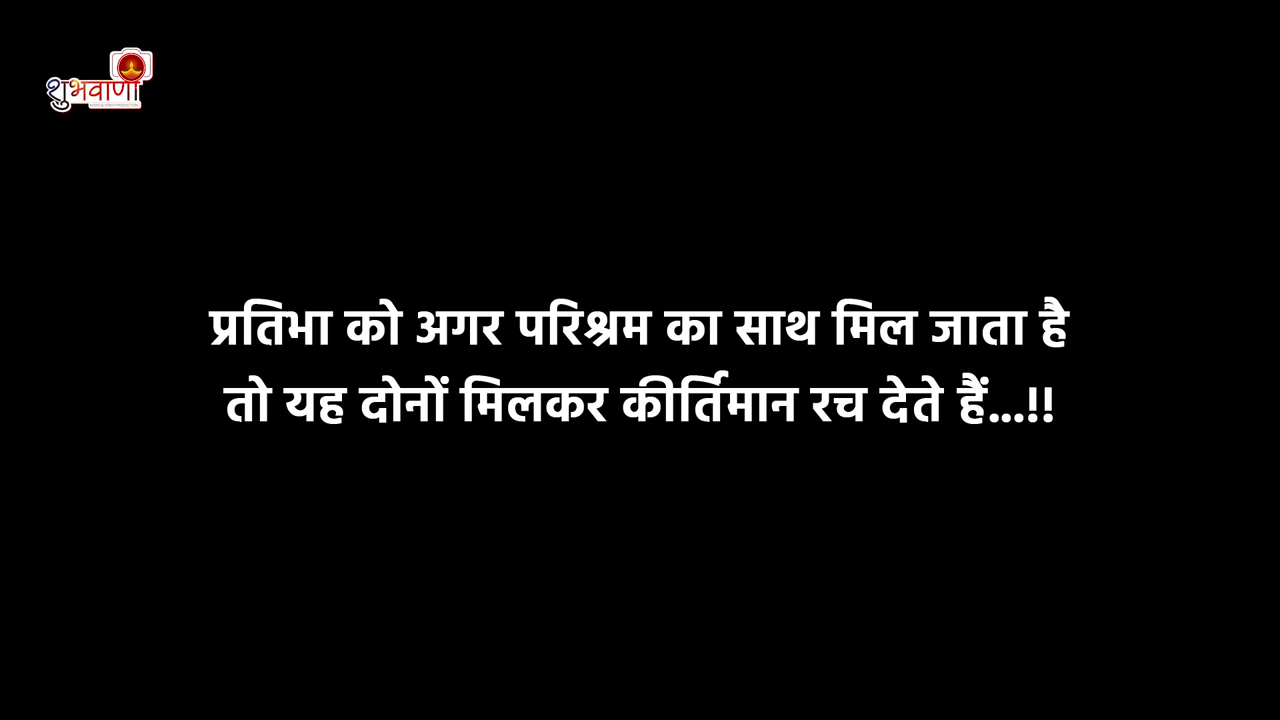 शुभवाणी
प्रतिभा को अगर परिश्रम का साथ मिल जाता है
तो यह दोनों मिलकर कीर्तिमान रच देते हैं...!!